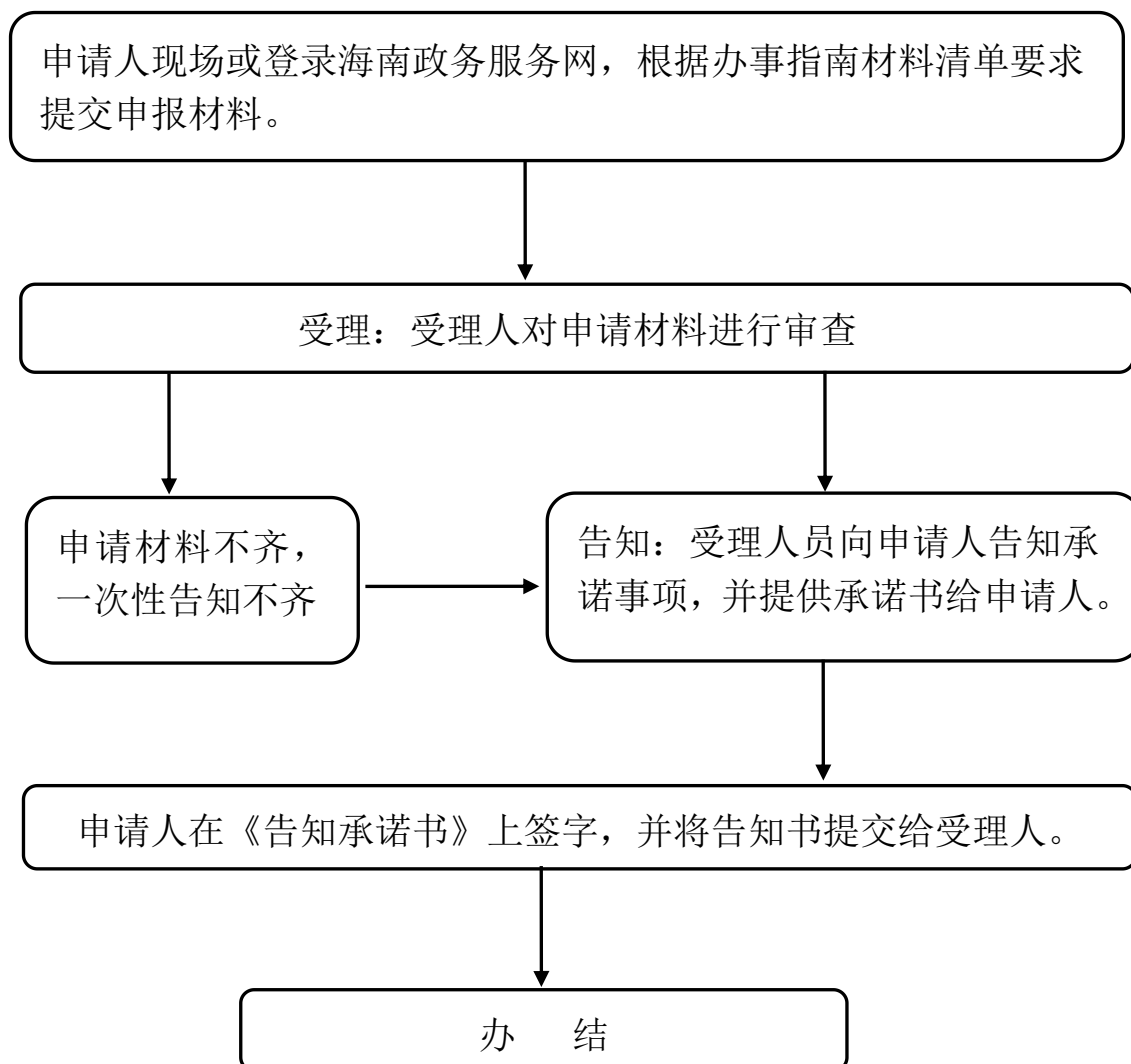 申请人现场或登录海南政务服务网，根据办事指南材料清单要求
提交申报材料。
受理：受理人对申请材料进行审查
申请材料不齐，
一次性告知不齐
告知：受理人员向申请人告知承
诺事项，并提供承诺书给申请人。
申请人在《告知承诺书》上签字，并将告知书提交给受理人。
办 结